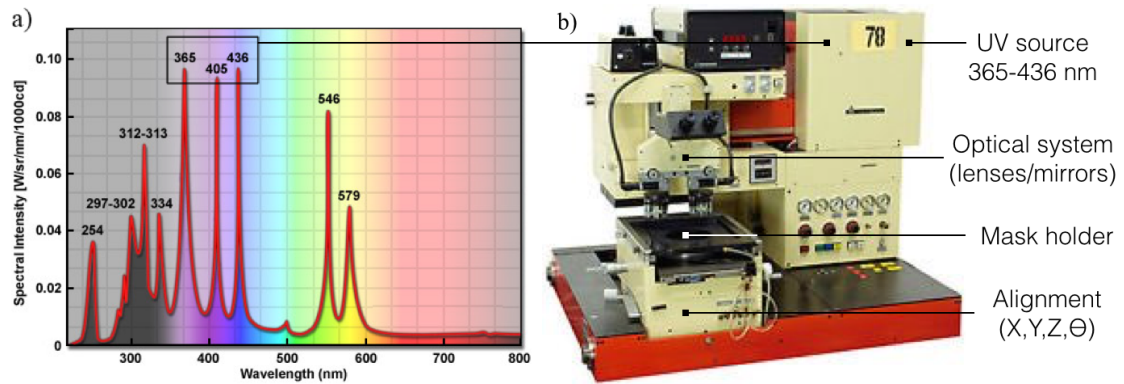 a)
Spectral Intensity [W/sr/nm/1000cd]
0.10
0.08
0.06
0.04
0.02
0
254
297-302
312-313
334
365
405
436
546
579
300
400
500
600
700
800
Wavelength (nm)
b)
78
UV source
365-436 nm
Optical system
(lenses/mirrors)
Mask holder
Alignment
(X,Y,Z,Θ)